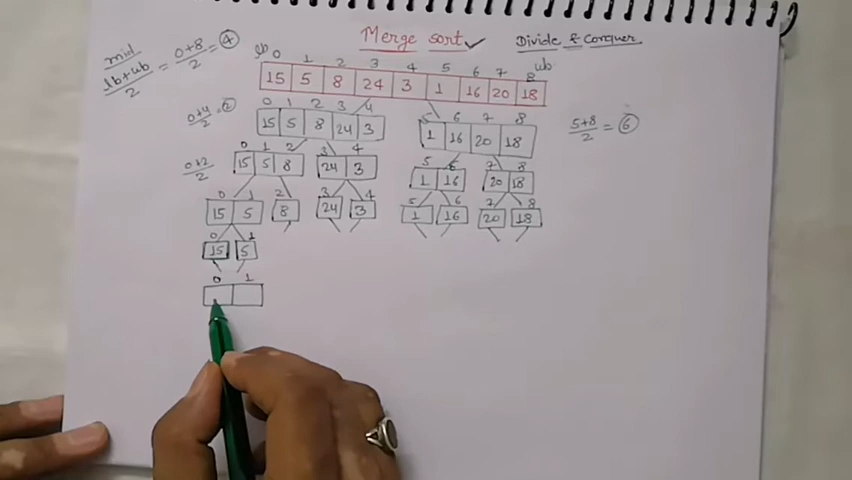 Merge sort Divide & Conquer
mid
lb+ub/2 = 0+8/2 = 4
lb 0 1 2 3 4 5 6 7 8 ub
15 5 8 24 3 1 16 20 18
0+4/2 = 2
0 1 2 3 4 5 6 7 8
15 5 8 24 3 1 16 20 18
5+8/2 = 6
0+2/2
0 1 2 3 4 5 6 7 8
15 5 8 24 3 1 16 20 18
0 1 2 3 4 5 6 7 8
15 5 8 24 3 1 16 20 18
0 1
15 5
0 1